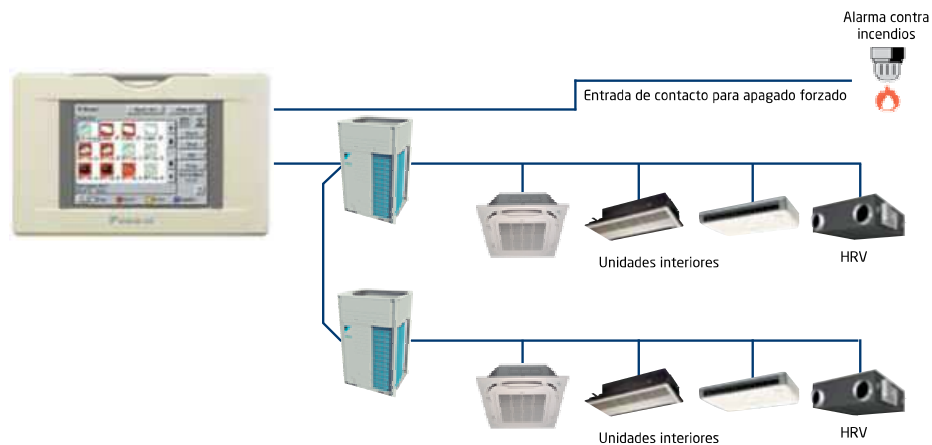 Alarma contra
incendios
Entrada de contacto para apagado forzado
Unidades interiores
HRV
Unidades interiores
HRV